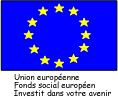 Union européenne
Fonds social européen
Investit dans votre avenir